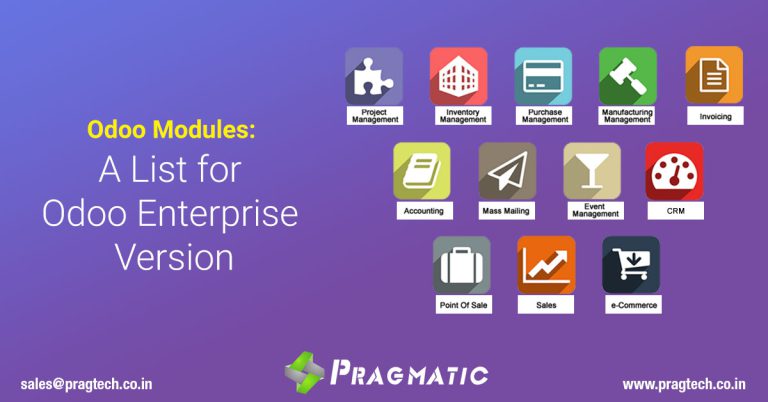 Odoo Modules:
A List for
Odoo Enterprise
Version
Project
Management
Inventory
Management
Purchase
Management
Manufacturing
Management
Invoicing
Accounting
Mass Mailing
Event
Management
CRM
Point Of Sale
Sales
e-Commerce
sales@pragtech.co.in
PRAGMATIC
www.pragtech.co.in